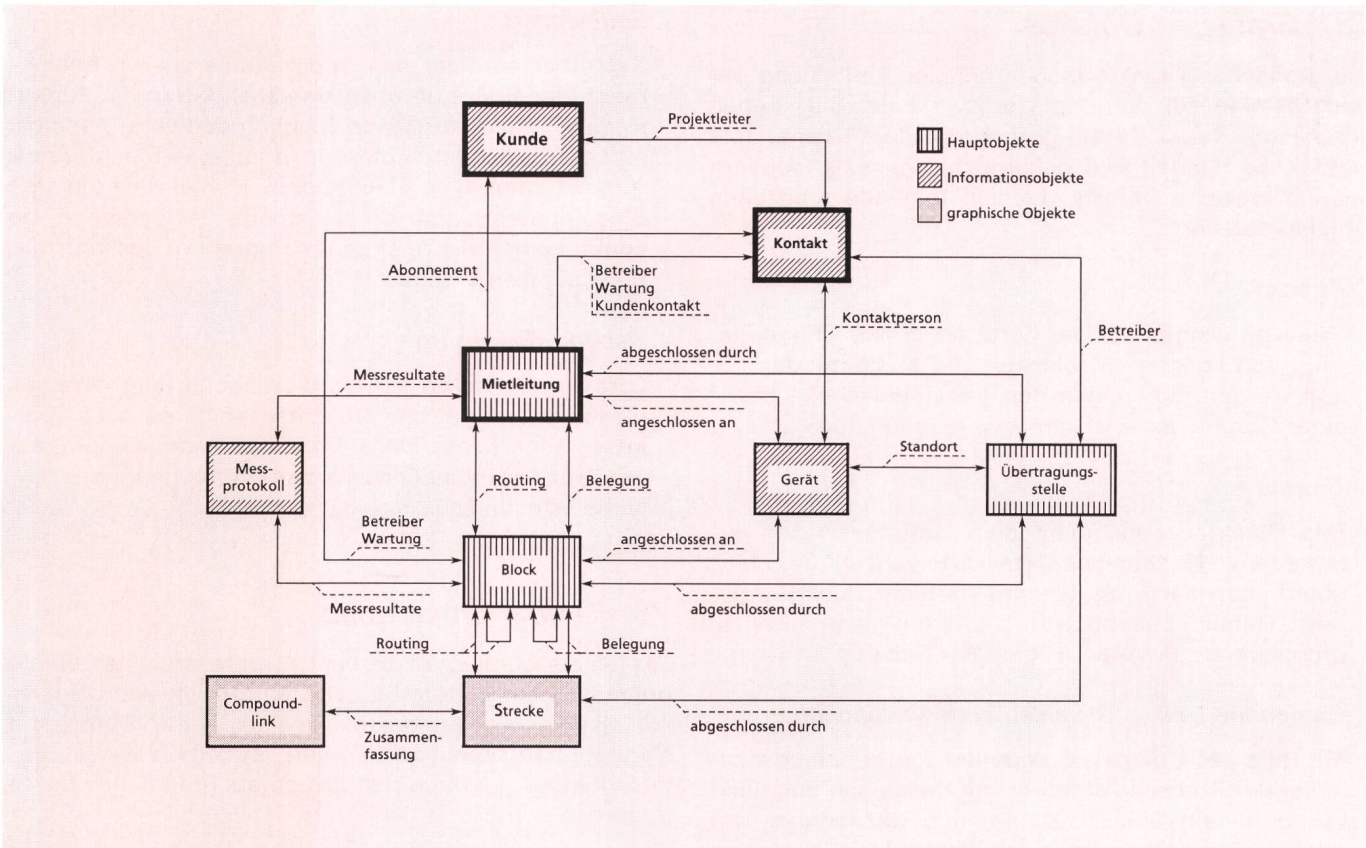 Projektleiter
Kunde
Hauptobjekte
Informationsobjekte
graphische Objekte
Kontakt
Abonnement
Betreiber
Wartung
Kundenkontakt
Kontaktperson
Betreiber
abgeschlossen durch
Messresultate
Mietleitung
angeschlossen an
Standort
Mess-
protokoll
Routing
Belegung
Gerät
Übertragungs-
stelle
Betreiber
Wartung
angeschlossen an
Block
Messresultate
abgeschlossen durch
Routing
Belegung
Compound-
link
Strecke
Zusammen-
fassung
abgeschlossen durch